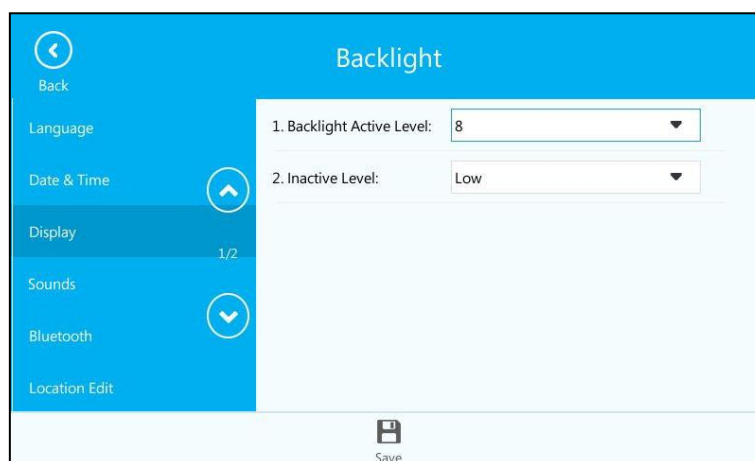 Back
Backlight
Language
Date & Time
Display
1/2
Sounds
Bluetooth
Location Edit
1. Backlight Active Level: 8
2. Inactive Level: Low
Save